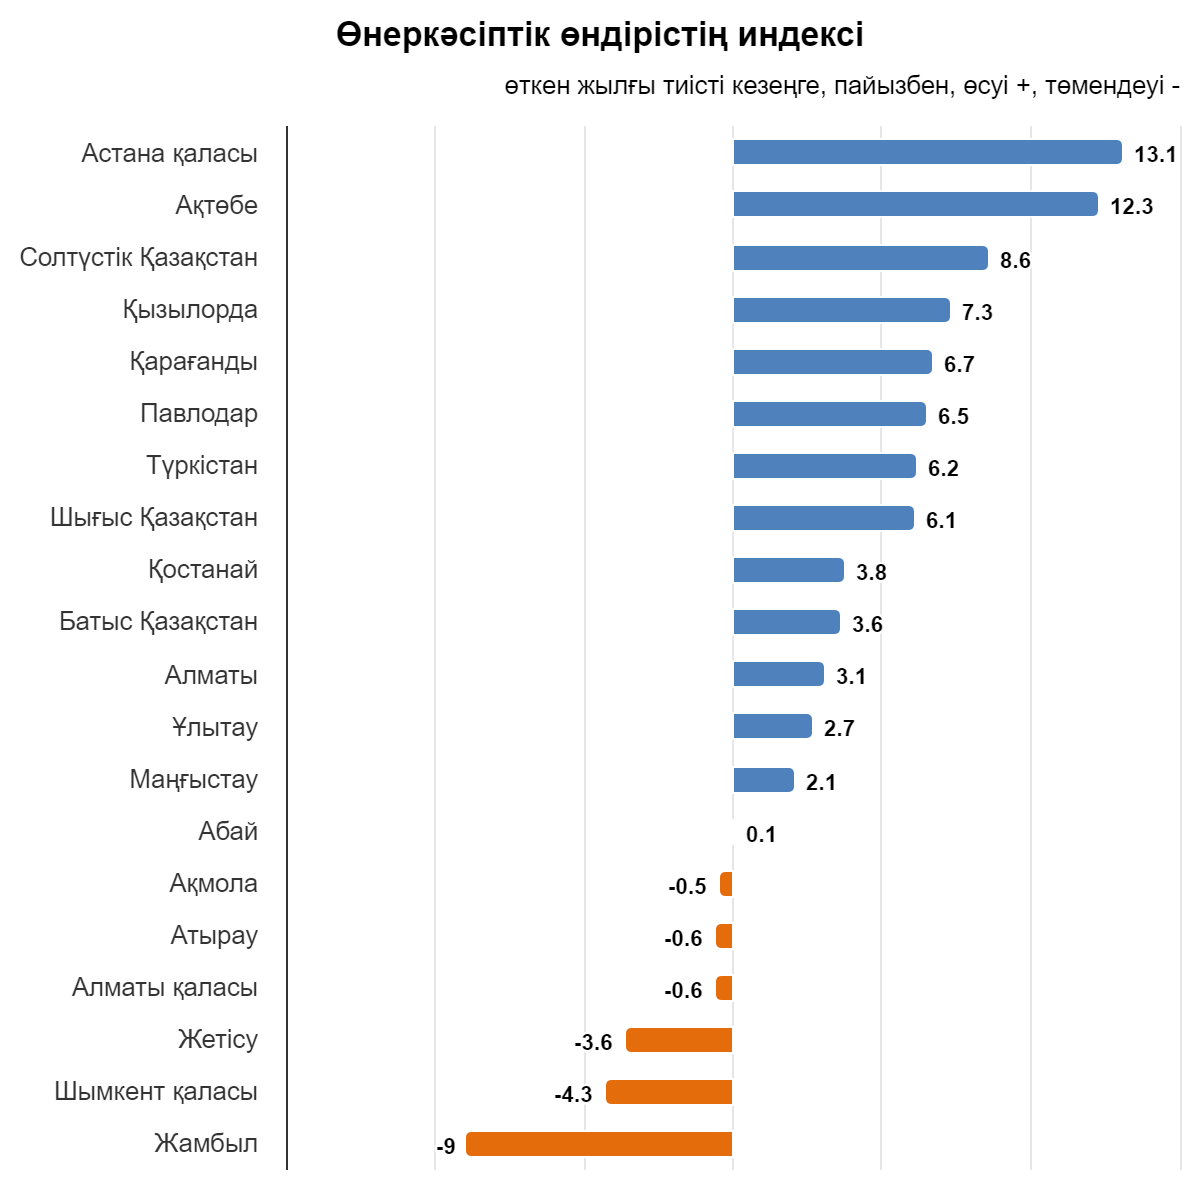 Өнеркәсіптік өндірістің индексі
өткен жылғы тиісті кезеңге, пайызбен, өсуі +, төмендеуі -
Астана қаласы 13.1
Ақтөбе 12.3
Солтүстік Қазақстан 8.6
Қызылорда 7.3
Қарағанды 6.7
Павлодар 6.5
Түркістан 6.2
Шығыс Қазақстан 6.1
Қостанай 3.8
Батыс Қазақстан 3.6
Алматы 3.1
Ұлытау 2.7
Маңғыстау 2.1
Абай 0.1
Ақмола -0.5
Атырау -0.6
Алматы қаласы -0.6
Жетісу -3.6
Шымкент қаласы -4.3
Жамбыл -9